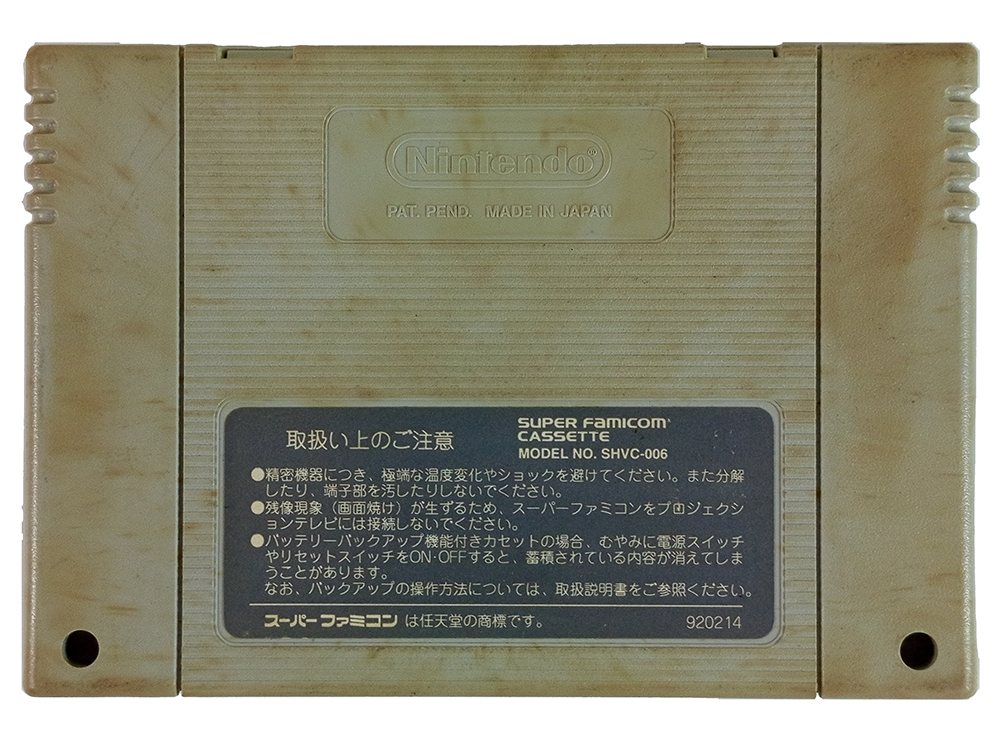 Nintendo®
PAT. PEND. MADE IN JAPAN
取扱い上のご注意
SUPER FAMICOM
CASSETTE
MODEL NO. SHVC-006
●精密機器につき、極端な温度変化やショックを避けてください。また分解
したり、端子部を汚したりしないでください。
●残像現象（画面焼け）が生ずるため、スーパーファミコンをプロジェクシ
ョンテレビには接続しないでください。
●バッテリーバックアップ機能付きカセットの場合、むやみに電源スイッチ
やリセットスイッチをON·OFFすると、蓄積されている内容が消えてしま
うことがあります。
なお、バックアップの操作方法については、取扱説明書をご参照ください。
スーパーファミコン は任天堂の商標です。
920214